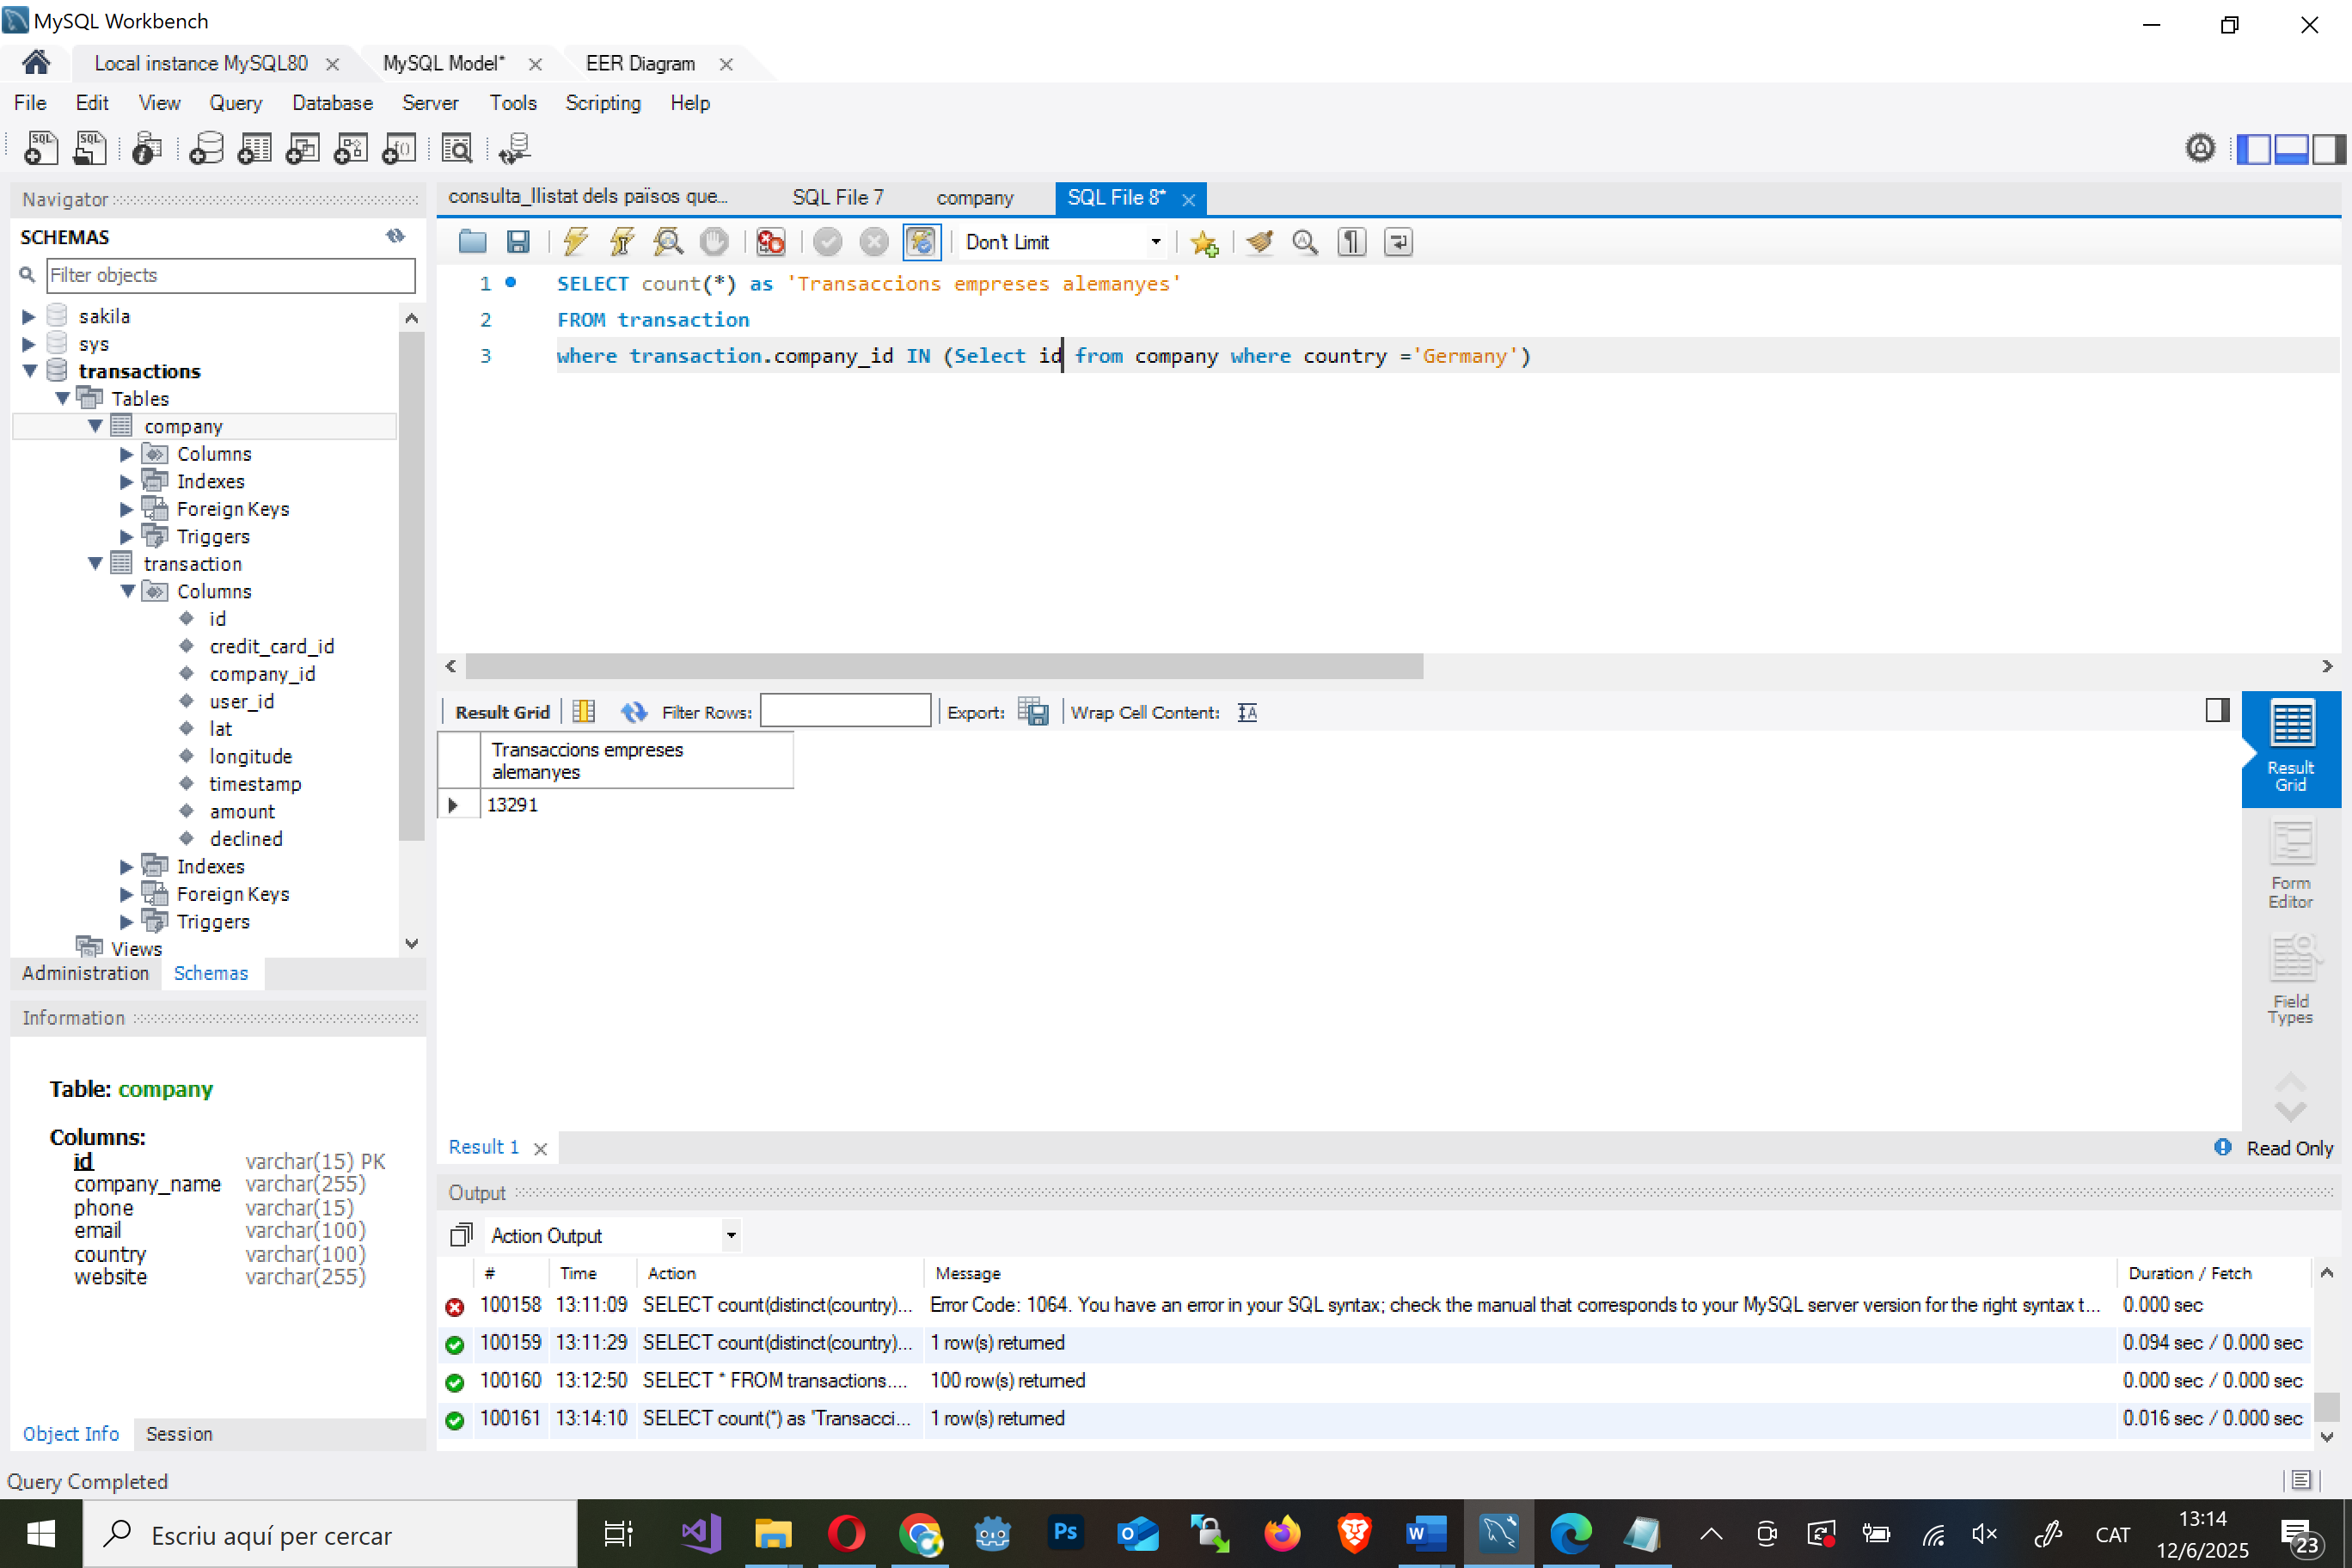 MySQL Workbench
Local instance MySQL80
MySQL Model*
EER Diagram
File Edit View Query Database Server Tools Scripting Help
Navigator
SCHEMAS
Filter objects
sakila
sys
transactions
Tables
company
Columns
Indexes
Foreign Keys
Triggers
transaction
Columns
id
credit_card_id
company_id
user_id
lat
longitude
timestamp
amount
declined
Indexes
Foreign Keys
Triggers
Views
Administration Schemas
Information
Table: company
Columns:
id varchar(15) PK
company_name varchar(255)
phone varchar(15)
email varchar(100)
country varchar(100)
website varchar(255)
Object Info Session
Query Completed
consulta_llistat dels països que...
SQL File 7
company
SQL File 8*
Don't Limit
1 SELECT count(*) as 'Transaccions empreses alemanyes'
2 FROM transaction
3 where transaction.company_id IN (Select id from company where country ='Germany')
Result Grid Filter Rows: Export: Wrap Cell Content:
Transaccions empreses
alemanyes
13291
Result
Grid
Form
Editor
Field
Types
Result 1
Read Only
Output
Action Output
# Time Action Message Duration / Fetch
100158 13:11:09 SELECT count(distinct(country)... Error Code: 1064. You have an error in your SQL syntax; check the manual that corresponds to your MySQL server version for the right syntax t... 0.000 sec
100159 13:11:29 SELECT count(distinct(country)... 1 row(s) returned 0.094 sec / 0.000 sec
100160 13:12:50 SELECT * FROM transactions.... 100 row(s) returned 0.000 sec / 0.000 sec
100161 13:14:10 SELECT count(*) as 'Transacci... 1 row(s) returned 0.016 sec / 0.000 sec
Escriu aquí per cercar
Ps
CAT
13:14
12/6/2025
23